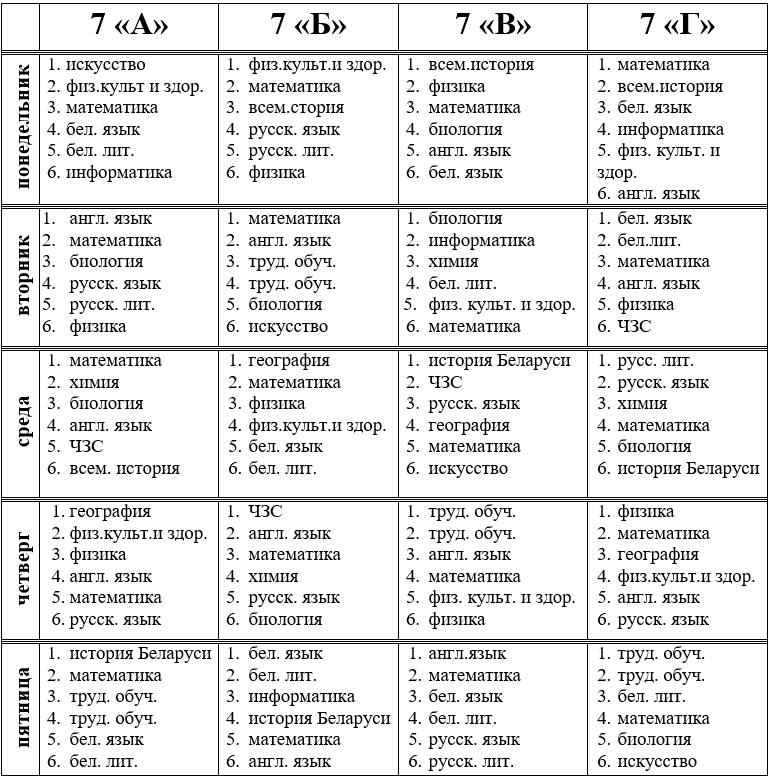 7 «А» 7 «Б» 7 «В» 7 «Г»
понедельник
1. искусство
2. физ.культ и здор.
3. математика
4. бел. язык
5. бел. лит.
6. информатика
1. физ.культ.и здор.
2. математика
3. всем.стория
4. русск. язык
5. русск. лит.
6. физика
1. всем.история
2. физика
3. математика
4. биология
5. англ. язык
6. бел. язык
1. математика
2. всем.история
3. бел. язык
4. информатика
5. физ. культ. и
здор.
6. англ. язык
вторник
1. англ. язык
2. математика
3. биология
4. русск. язык
5. русск. лит.
6. физика
1. математика
2. англ. язык
3. труд. обуч.
4. труд. обуч.
5. биология
6. искусство
1. биология
2. информатика
3. химия
4. бел. лит.
5. физ. культ. и здор.
6. математика
1. бел. язык
2. бел.лит.
3. математика
4. англ. язык
5. физика
6. ЧЗС
среда
1. математика
2. химия
3. биология
4. англ. язык
5. ЧЗС
6. всем. история
1. география
2. математика
3. физика
4. физ.культ.и здор.
5. бел. язык
6. бел. лит.
1. история Беларуси
2. ЧЗС
3. русск. язык
4. география
5. математика
6. искусство
1. русс. лит.
2. русск. язык
3. химия
4. математика
5. биология
6. история Беларуси
четверг
1. география
2. физ.культ.и здор.
3. физика
4. англ. язык
5. математика
6. русск. язык
1. ЧЗС
2. англ. язык
3. математика
4. химия
5. русск. язык
6. биология
1. труд. обуч.
2. труд. обуч.
3. англ. язык
4. математика
5. физ. культ. и здор.
6. физика
1. физика
2. математика
3. география
4. физ.культ.и здор.
5. англ. язык
6. русск. язык
пятница
1. история Беларуси
2. математика
3. труд. обуч.
4. труд. обуч.
5. бел. язык
6. бел. лит.
1. бел. язык
2. бел. лит.
3. информатика
4. история Беларуси
5. математика
6. англ. язык
1. англ.язык
2. математика
3. бел. язык
4. бел. лит.
5. русск. язык
6. русск. лит.
1. труд. обуч.
2. труд. обуч.
3. бел. лит.
4. математика
5. биология
6. искусство